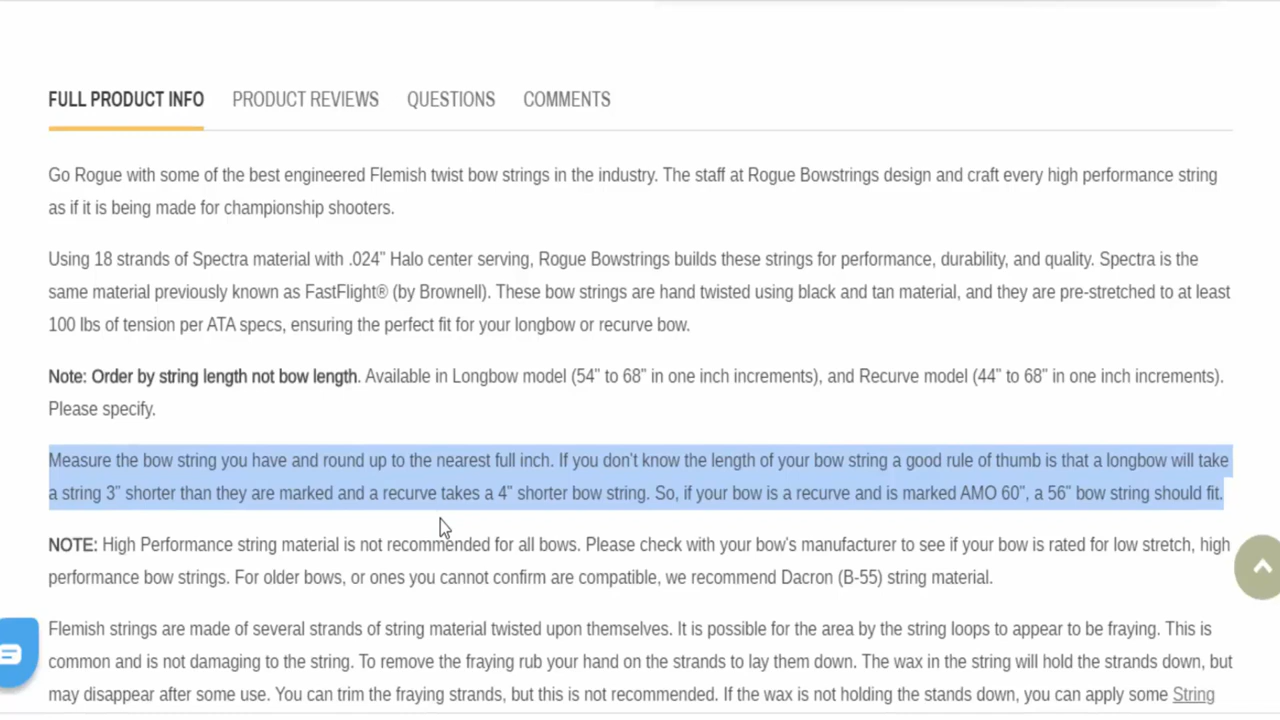 FULL PRODUCT INFO PRODUCT REVIEWS QUESTIONS COMMENTS
Go Rogue with some of the best engineered Flemish twist bow strings in the industry. The staff at Rogue Bowstrings design and craft every high performance string
as if it is being made for championship shooters.
Using 18 strands of Spectra material with .024" Halo center serving, Rogue Bowstrings builds these strings for performance, durability, and quality. Spectra is the
same material previously known as FastFlight® (by Brownell). These bow strings are hand twisted using black and tan material, and they are pre-stretched to at least
100 lbs of tension per ATA specs, ensuring the perfect fit for your longbow or recurve bow.
Note: Order by string length not bow length. Available in Longbow model (54" to 68" in one inch increments), and Recurve model (44" to 68" in one inch increments).
Please specify.
Measure the bow string you have and round up to the nearest full inch. If you don't know the length of your bow string a good rule of thumb is that a longbow will take
a string 3" shorter than they are marked and a recurve takes a 4" shorter bow string. So, if your bow is a recurve and is marked AMO 60", a 56" bow string should fit.
NOTE: High Performance string material is not recommended for all bows. Please check with your bow's manufacturer to see if your bow is rated for low stretch, high
performance bow strings. For older bows, or ones you cannot confirm are compatible, we recommend Dacron (B-55) string material.
Flemish strings are made of several strands of string material twisted upon themselves. It is possible for the area by the string loops to appear to be fraying. This is
common and is not damaging to the string. To remove the fraying rub your hand on the strands to lay them down. The wax in the string will hold the strands down, but
may disappear after some use. You can trim the fraying strands, but this is not recommended. If the wax is not holding the stands down, you can apply some String